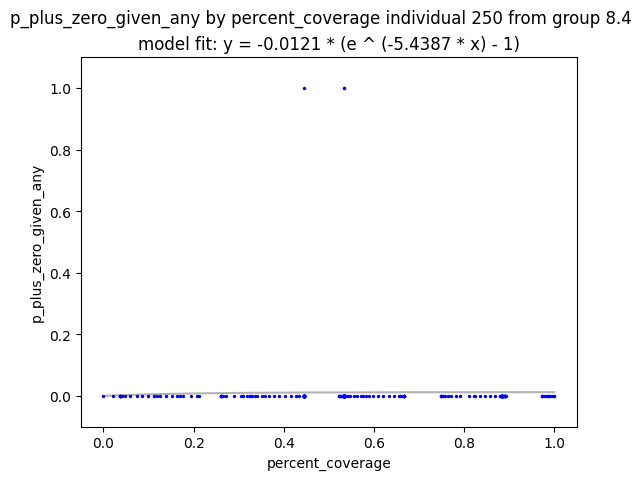 p_plus_zero_given_any by percent_coverage individual 250 from group 8.4
model fit: y = -0.0121 * (e ^ (-5.4387 * x) - 1)
1.0
0.8
0.6
0.4
0.2
0.0
p_plus_zero_given_any
0.0 0.2 0.4 0.6 0.8 1.0
percent_coverage